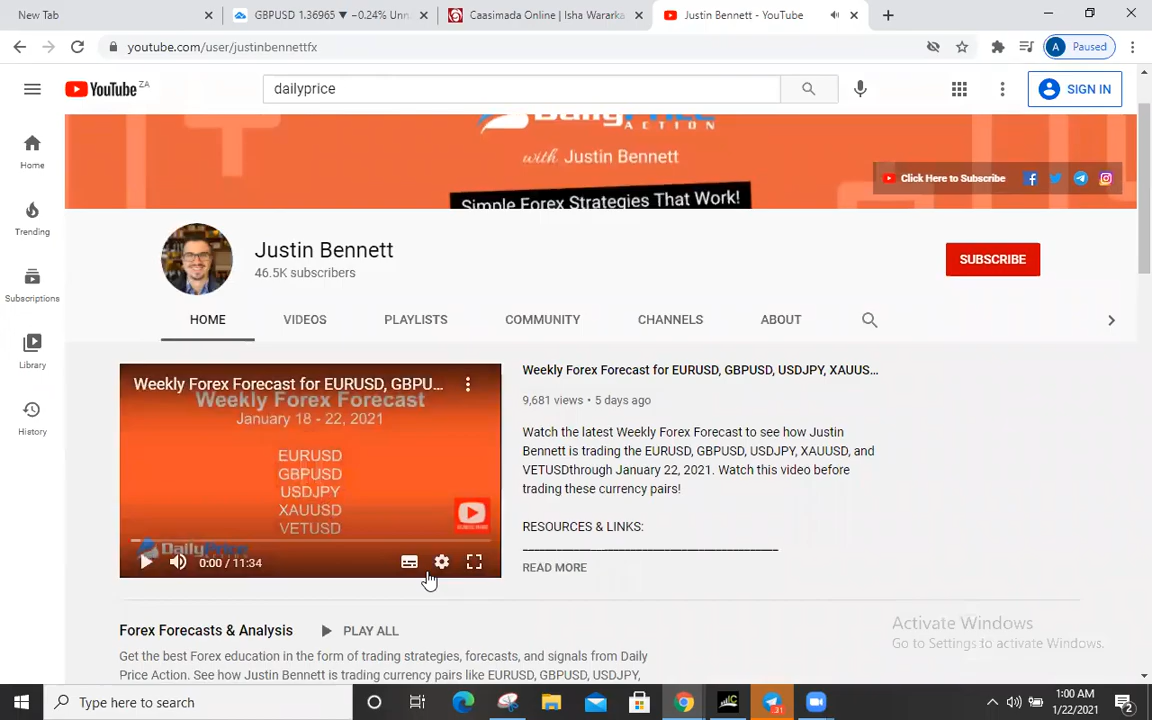 New Tab
GBPUSD 1.36965 ▼ −0.24% Unn
Caasimada Online | Isha Wararka
Justin Bennett - YouTube
youtube.com/user/justinbennettfx
A Paused
YouTube ZA
dailyprice
SIGN IN
ACTION
with Justin Bennett
Simple Forex Strategies That Work!
Click Here to Subscribe
Home
Trending
Subscriptions
Library
History
Justin Bennett
46.5K subscribers
SUBSCRIBE
HOME VIDEOS PLAYLISTS COMMUNITY CHANNELS ABOUT
Weekly Forex Forecast for EURUSD, GBPU...
Weekly Forex Forecast
January 18 - 22, 2021
EURUSD
GBPUSD
USDJPY
XAUUSD
VETUSD
DailyPrice
0:00 / 11:34
Weekly Forex Forecast for EURUSD, GBPUSD, USDJPY, XAUUS...
9,681 views • 5 days ago
Watch the latest Weekly Forex Forecast to see how Justin
Bennett is trading the EURUSD, GBPUSD, USDJPY, XAUUSD, and
VETUSDthrough January 22, 2021. Watch this video before
trading these currency pairs!
RESOURCES & LINKS:
READ MORE
Forex Forecasts & Analysis
PLAY ALL
Get the best Forex education in the form of trading strategies, forecasts, and signals from Daily
Price Action. See how Justin Bennett is trading currency pairs like EURUSD, GBPUSD, USDJPY,
Activate Windows
Go to Settings to activate Windows.
Type here to search
31
1:00 AM
1/22/2021
2